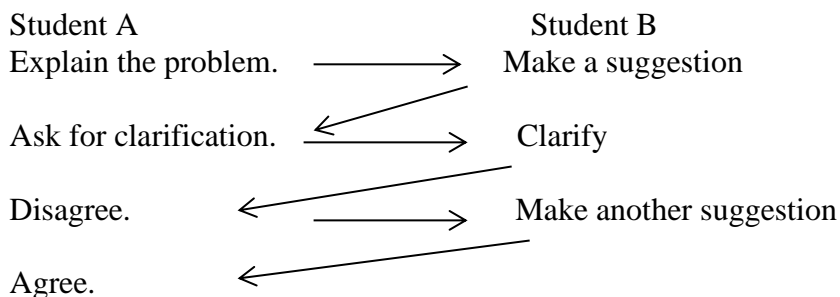 Student A Student B
Explain the problem. Make a suggestion
Ask for clarification. Clarify
Disagree. Make another suggestion
Agree.